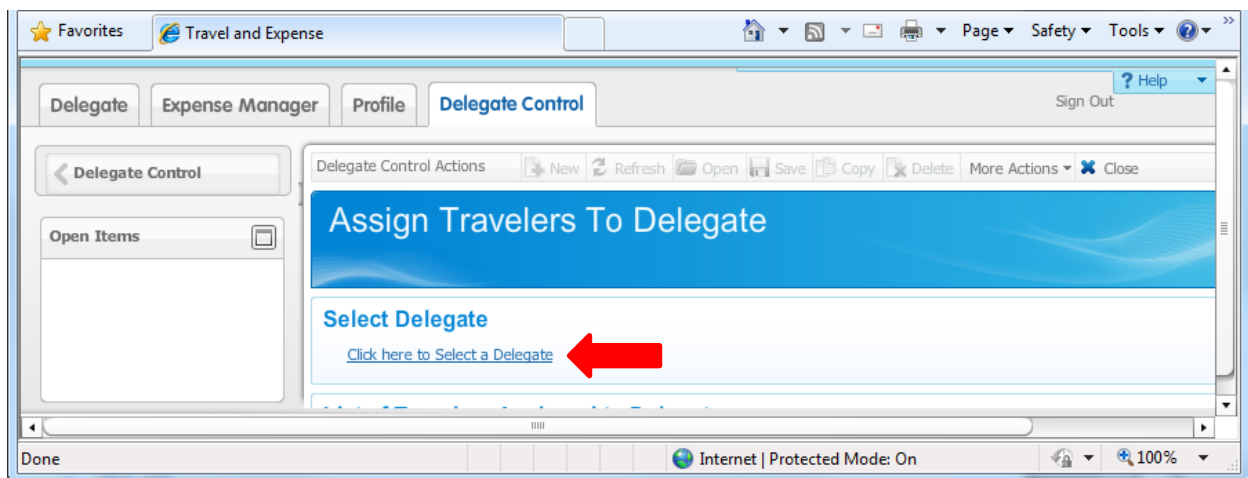 Favorites Travel and Expense Page Safety Tools »
? Help
Delegate Expense Manager Profile Delegate Control Sign Out
Delegate Control Delegate Control Actions New Refresh Open Save Copy Delete More Actions Close
Assign Travelers To Delegate
Open Items
Select Delegate
Click here to Select a Delegate
Done Internet | Protected Mode: On 100%